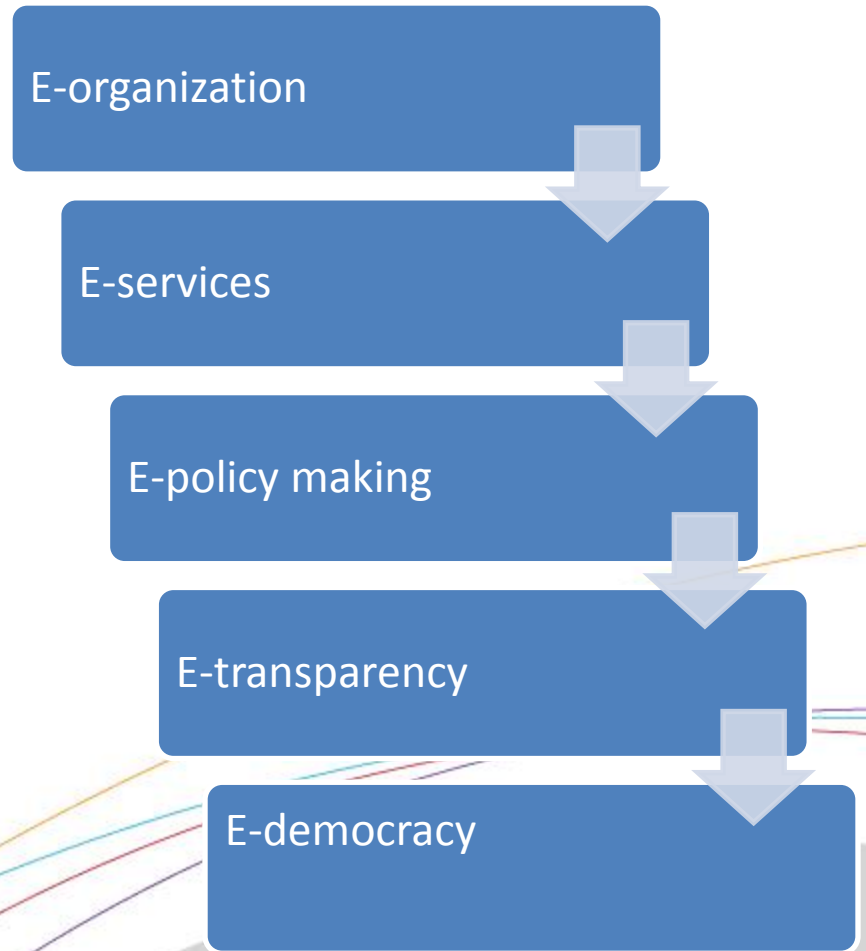 E-organization
E-services
E-policy making
E-transparency
E-democracy